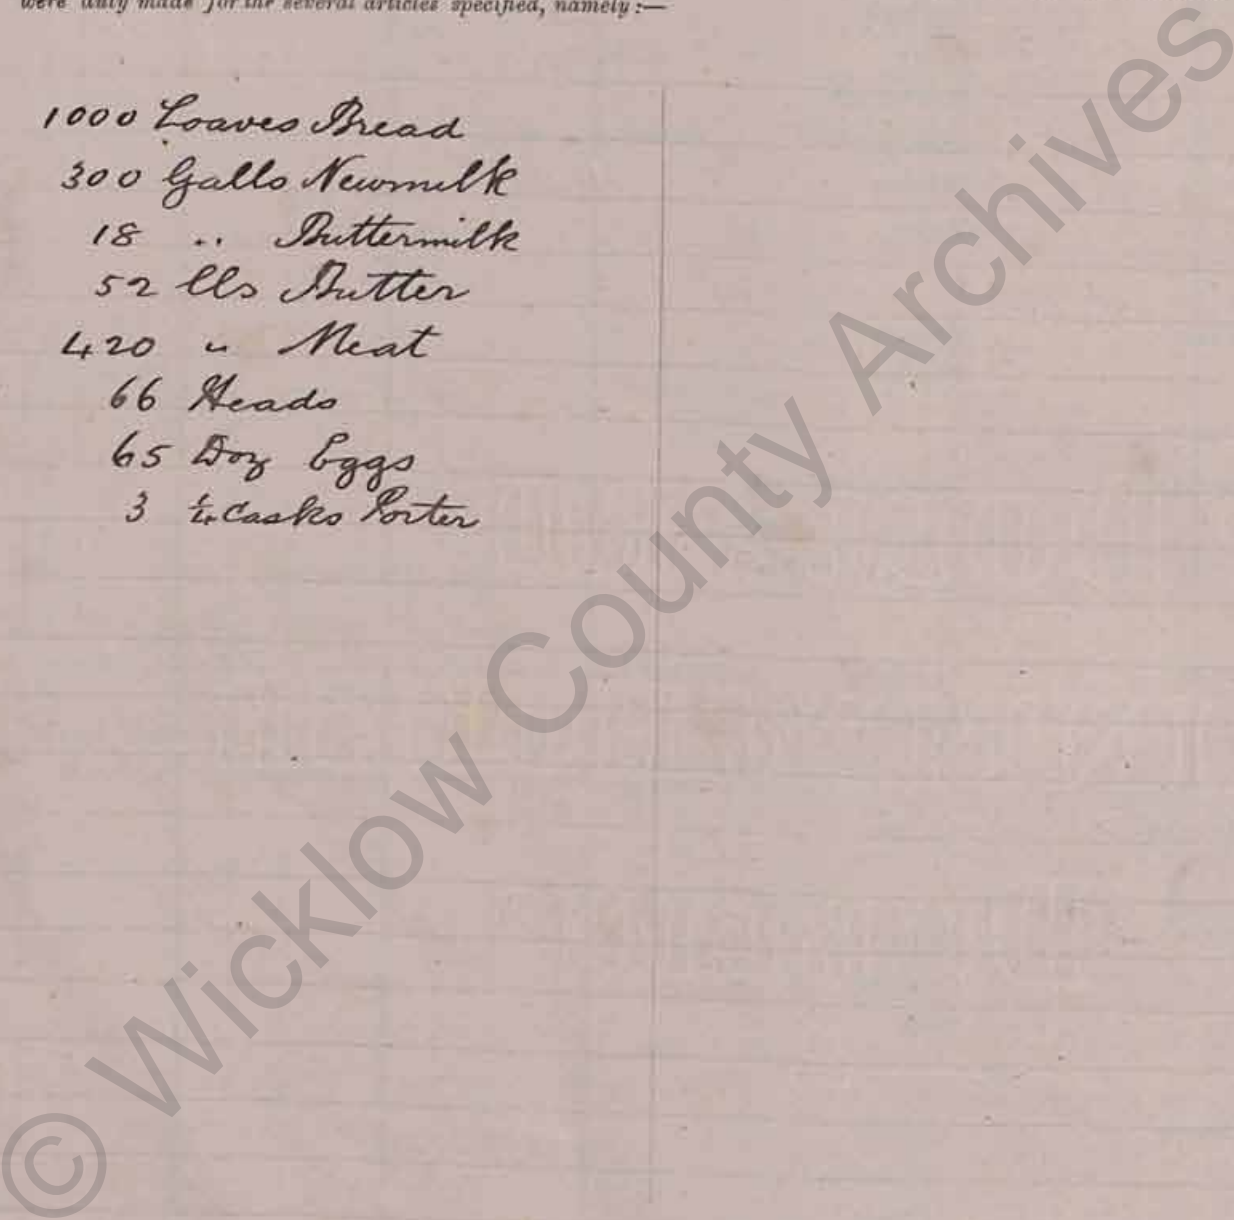 were duly made for the several articles specified, namely :—
1000 Loaves Bread
300 Galls Newmilk
18 .. Buttermilk
52 lbs Butter
420 " Meat
66 Heads
65 Doz Eggs
3 ¼ Casks Porter
© Wicklow County Archives